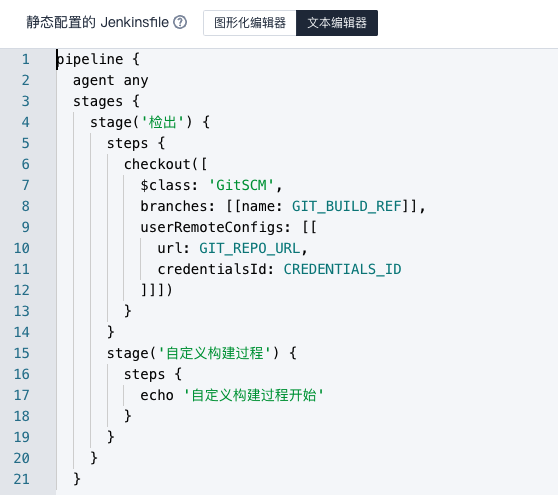 静态配置的 Jenkinsfile ? 图形化编辑器 文本编辑器
1 pipeline {
2   agent any
3   stages {
4     stage('检出') {
5       steps {
6         checkout([
7           $class: 'GitSCM',
8           branches: [[name: GIT_BUILD_REF]],
9           userRemoteConfigs: [[
10             url: GIT_REPO_URL,
11             credentialsId: CREDENTIALS_ID
12           ]]])
13         }
14       }
15       stage('自定义构建过程') {
16         steps {
17           echo '自定义构建过程开始'
18         }
19       }
20     }
21   }